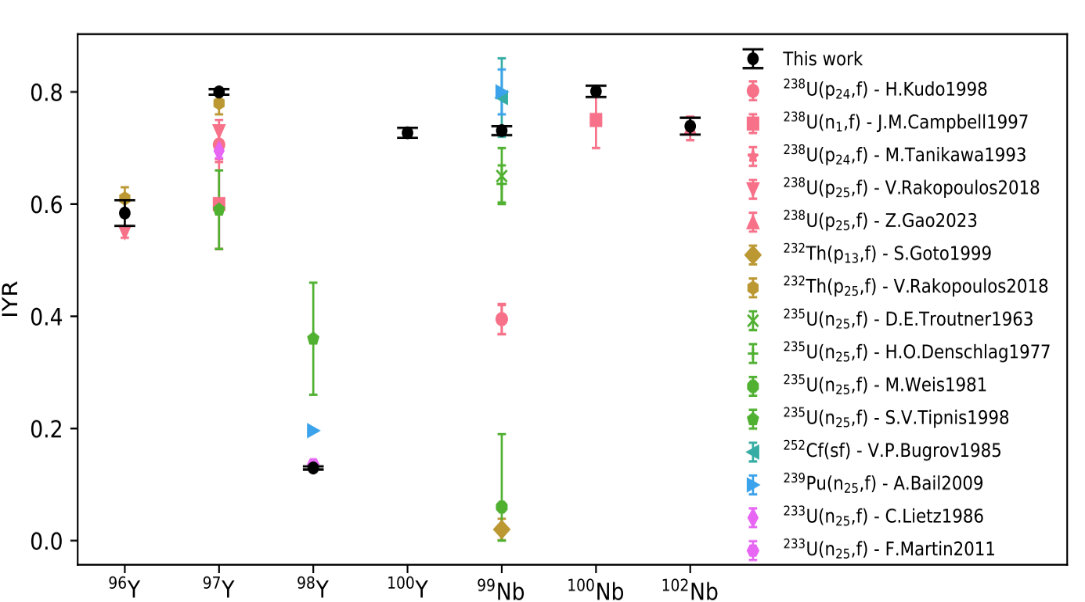 IYR
0.8
0.6
0.4
0.2
0.0
⁹⁶Y
⁹⁷Y
⁹⁸Y
¹⁰⁰Y
⁹⁹Nb
¹⁰⁰Nb
¹⁰²Nb
This work
²³⁸U(p₂₄,f) - H.Kudo1998
²³⁸U(n₁,f) - J.M.Campbell1997
²³⁸U(p₂₄,f) - M.Tanikawa1993
²³⁸U(p₂₅,f) - V.Rakopoulos2018
²³⁸U(p₂₅,f) - Z.Gao2023
²³²Th(p₁₃,f) - S.Goto1999
²³²Th(p₂₅,f) - V.Rakopoulos2018
²³⁵U(n₂₅,f) - D.E.Troutner1963
²³⁵U(n₂₅,f) - H.O.Denschlag1977
²³⁵U(n₂₅,f) - M.Weis1981
²³⁵U(n₂₅,f) - S.V.Tipnis1998
²⁵²Cf(sf) - V.P.Bugrov1985
²³⁹Pu(n₂₅,f) - A.Bail2009
²³³U(n₂₅,f) - C.Lietz1986
²³³U(n₂₅,f) - F.Martin2011